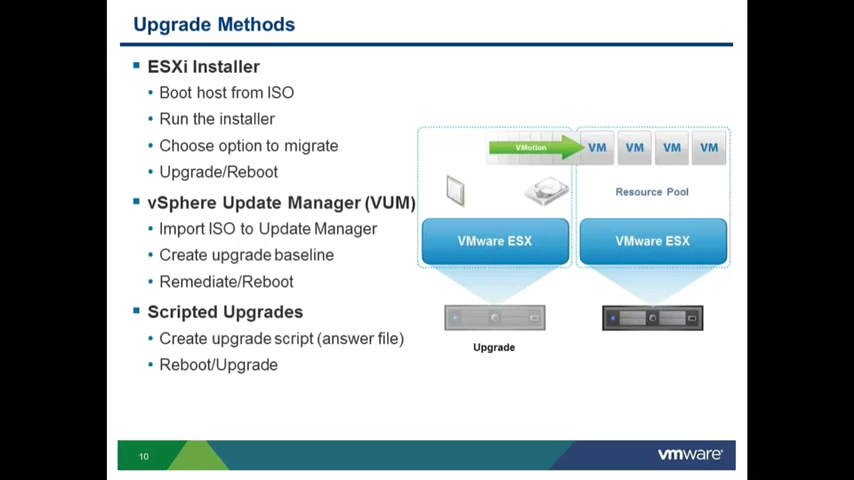 Upgrade Methods
ESXi Installer
Boot host from ISO
Run the installer
Choose option to migrate
Upgrade/Reboot
vSphere Update Manager (VUM)
Import ISO to Update Manager
Create upgrade baseline
Remediate/Reboot
Scripted Upgrades
Create upgrade script (answer file)
Reboot/Upgrade
VMotion
VM VM VM VM
Resource Pool
VMware ESX
VMware ESX
Upgrade
10
vmware